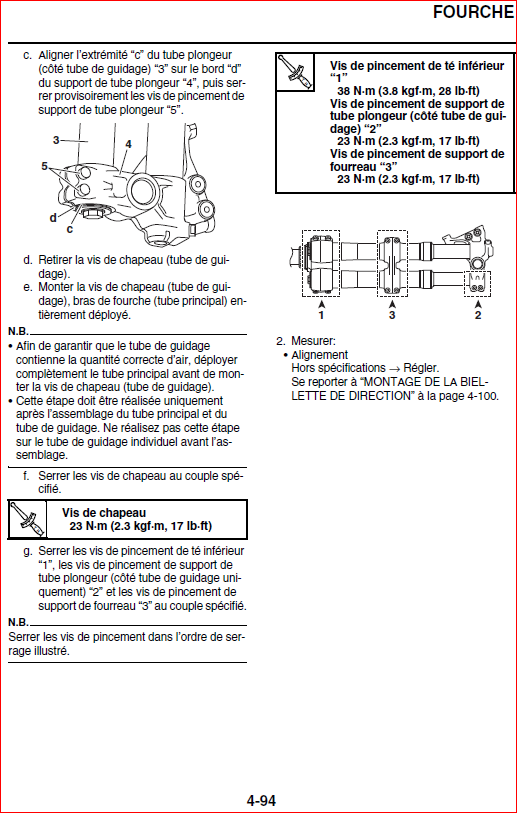 FOURCHE
c. Aligner l'extrémité “c” du tube plongeur
(côté tube de guidage) “3” sur le bord “d”
du support de tube plongeur “4”, puis ser-
rer provisoirement les vis de pincement de
support de tube plongeur “5”.
3
4
5
d
c
d. Retirer la vis de chapeau (tube de gui-
dage).
e. Monter la vis de chapeau (tube de gui-
dage), bras de fourche (tube principal) en-
tièrement déployé.
N.B.
• Afin de garantir que le tube de guidage
contienne la quantité correcte d'air, déployer
complètement le tube principal avant de mon-
ter la vis de chapeau (tube de guidage).
• Cette étape doit être réalisée uniquement
après l'assemblage du tube principal et du
tube de guidage. Ne réalisez pas cette étape
sur le tube de guidage individuel avant l'as-
semblage.
f. Serrer les vis de chapeau au couple spé-
cifié.
Vis de chapeau
23 N·m (2.3 kgf·m, 17 lb·ft)
g. Serrer les vis de pincement de té inférieur
“1”, les vis de pincement de support de
tube plongeur (côté tube de guidage uni-
quement) “2” et les vis de pincement de
support de fourreau “3” au couple spécifié.
N.B.
Serrer les vis de pincement dans l'ordre de ser-
rage illustré.
Vis de pincement de té inférieur
“1”
38 N·m (3.8 kgf·m, 28 lb·ft)
Vis de pincement de support de
tube plongeur (côté tube de gui-
dage) “2”
23 N·m (2.3 kgf·m, 17 lb·ft)
Vis de pincement de support de
fourreau “3”
23 N·m (2.3 kgf·m, 17 lb·ft)
1
3
2
2. Mesurer:
• Alignement
Hors spécifications → Régler.
Se reporter à “MONTAGE DE LA BIEL-
LETTE DE DIRECTION” à la page 4-100.
4-94